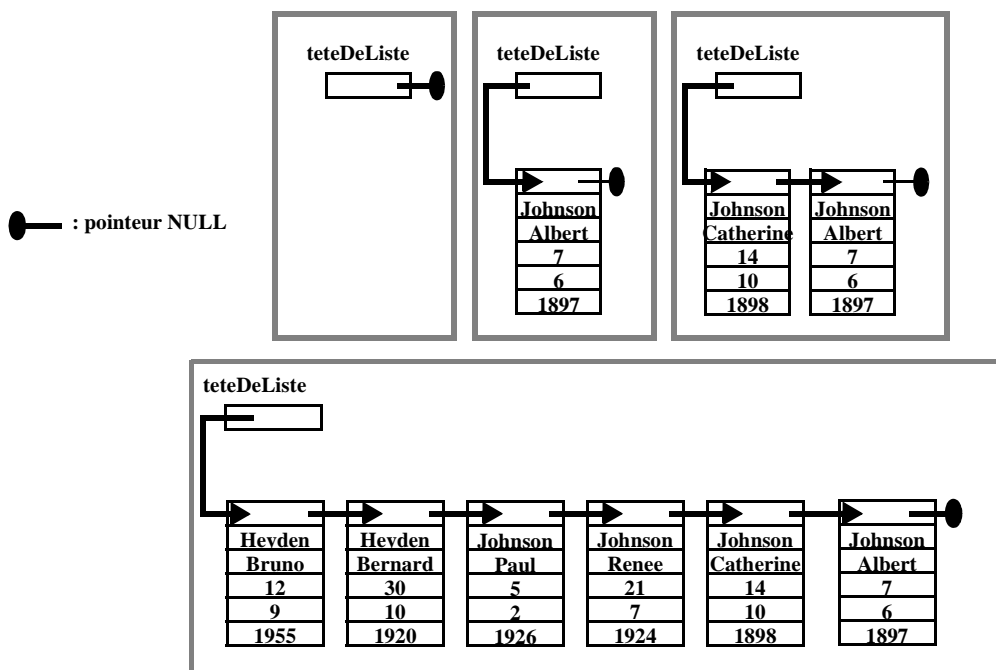 teteDeListe
teteDeListe
teteDeListe
: pointeur NULL
Johnson
Albert
7
6
1897
Johnson
Catherine
14
10
1898
Johnson
Albert
7
6
1897
teteDeListe
Heyden
Bruno
12
9
1955
Heyden
Bernard
30
10
1920
Johnson
Paul
5
2
1926
Johnson
Renee
21
7
1924
Johnson
Catherine
14
10
1898
Johnson
Albert
7
6
1897